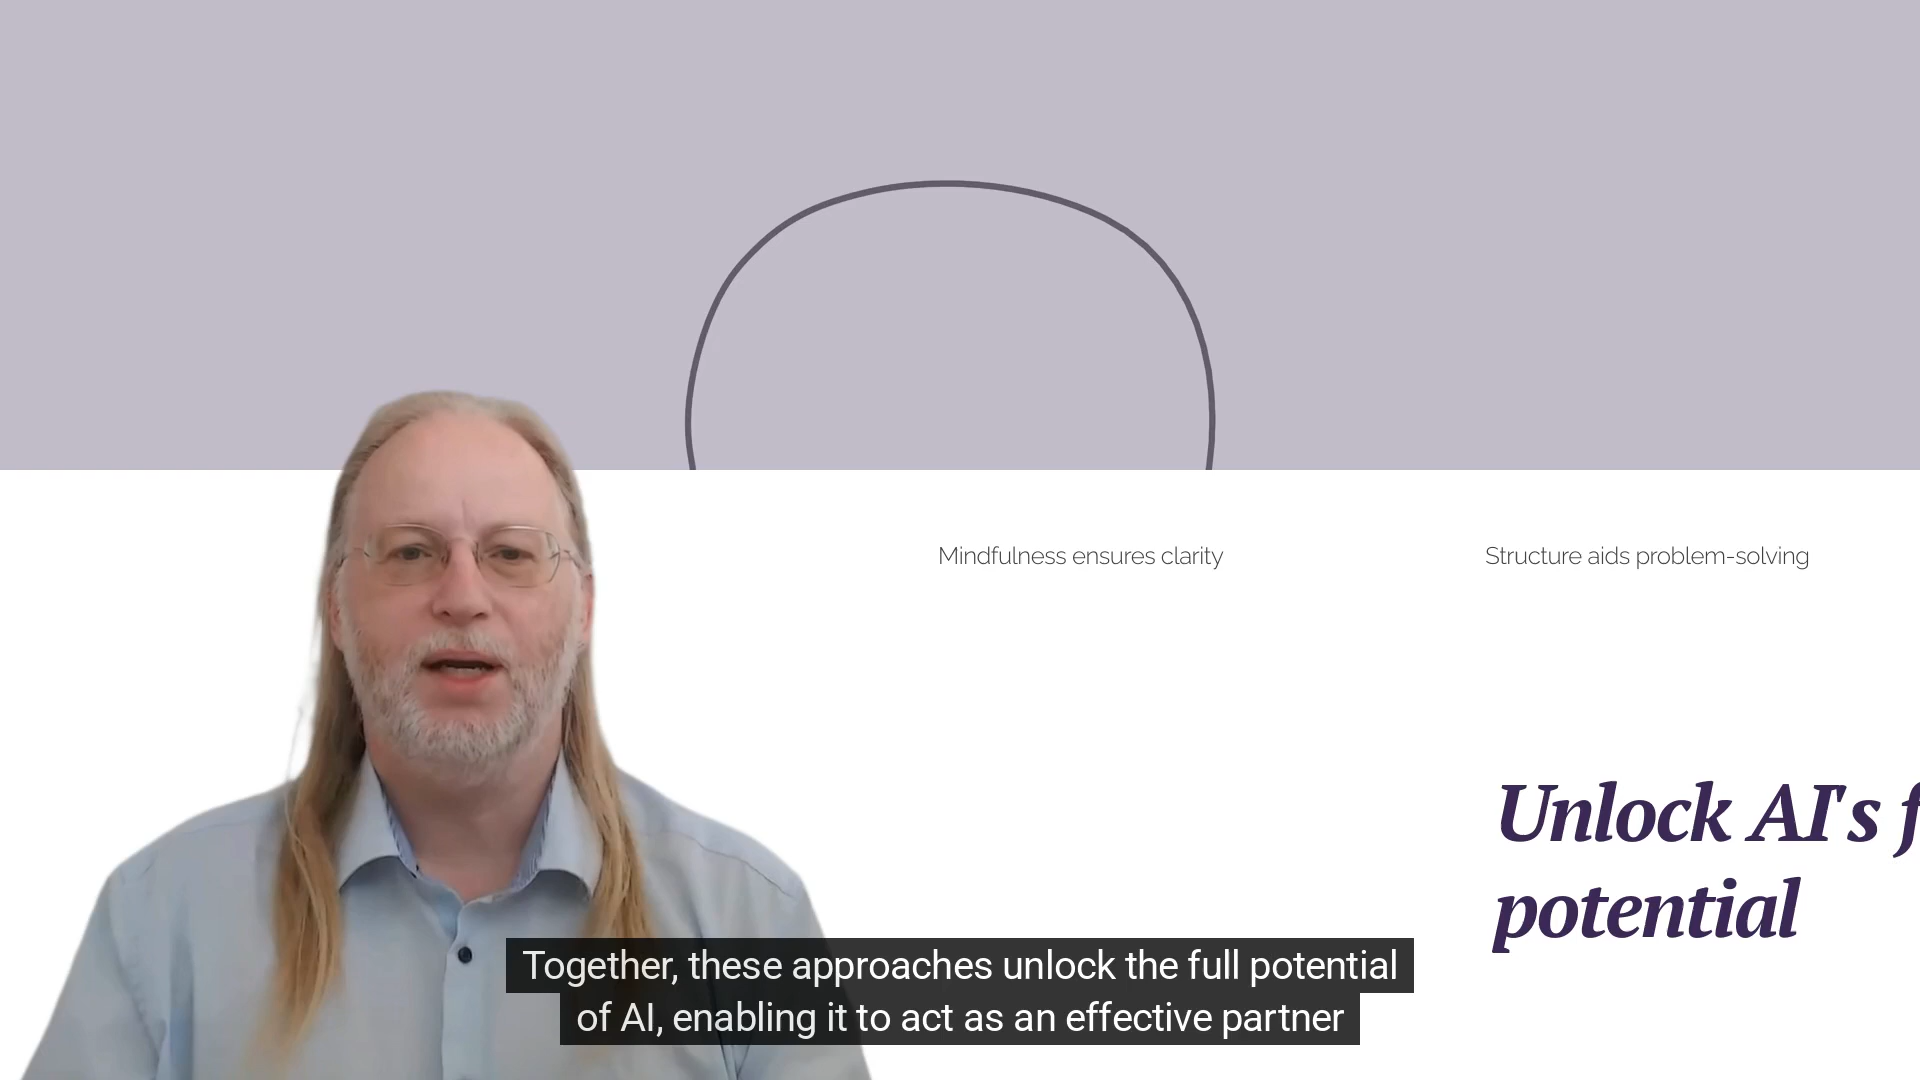 Mindfulness ensures clarity
Structure aids problem-solving
Unlock AI's f
potential
Together, these approaches unlock the full potential
of AI, enabling it to act as an effective partner